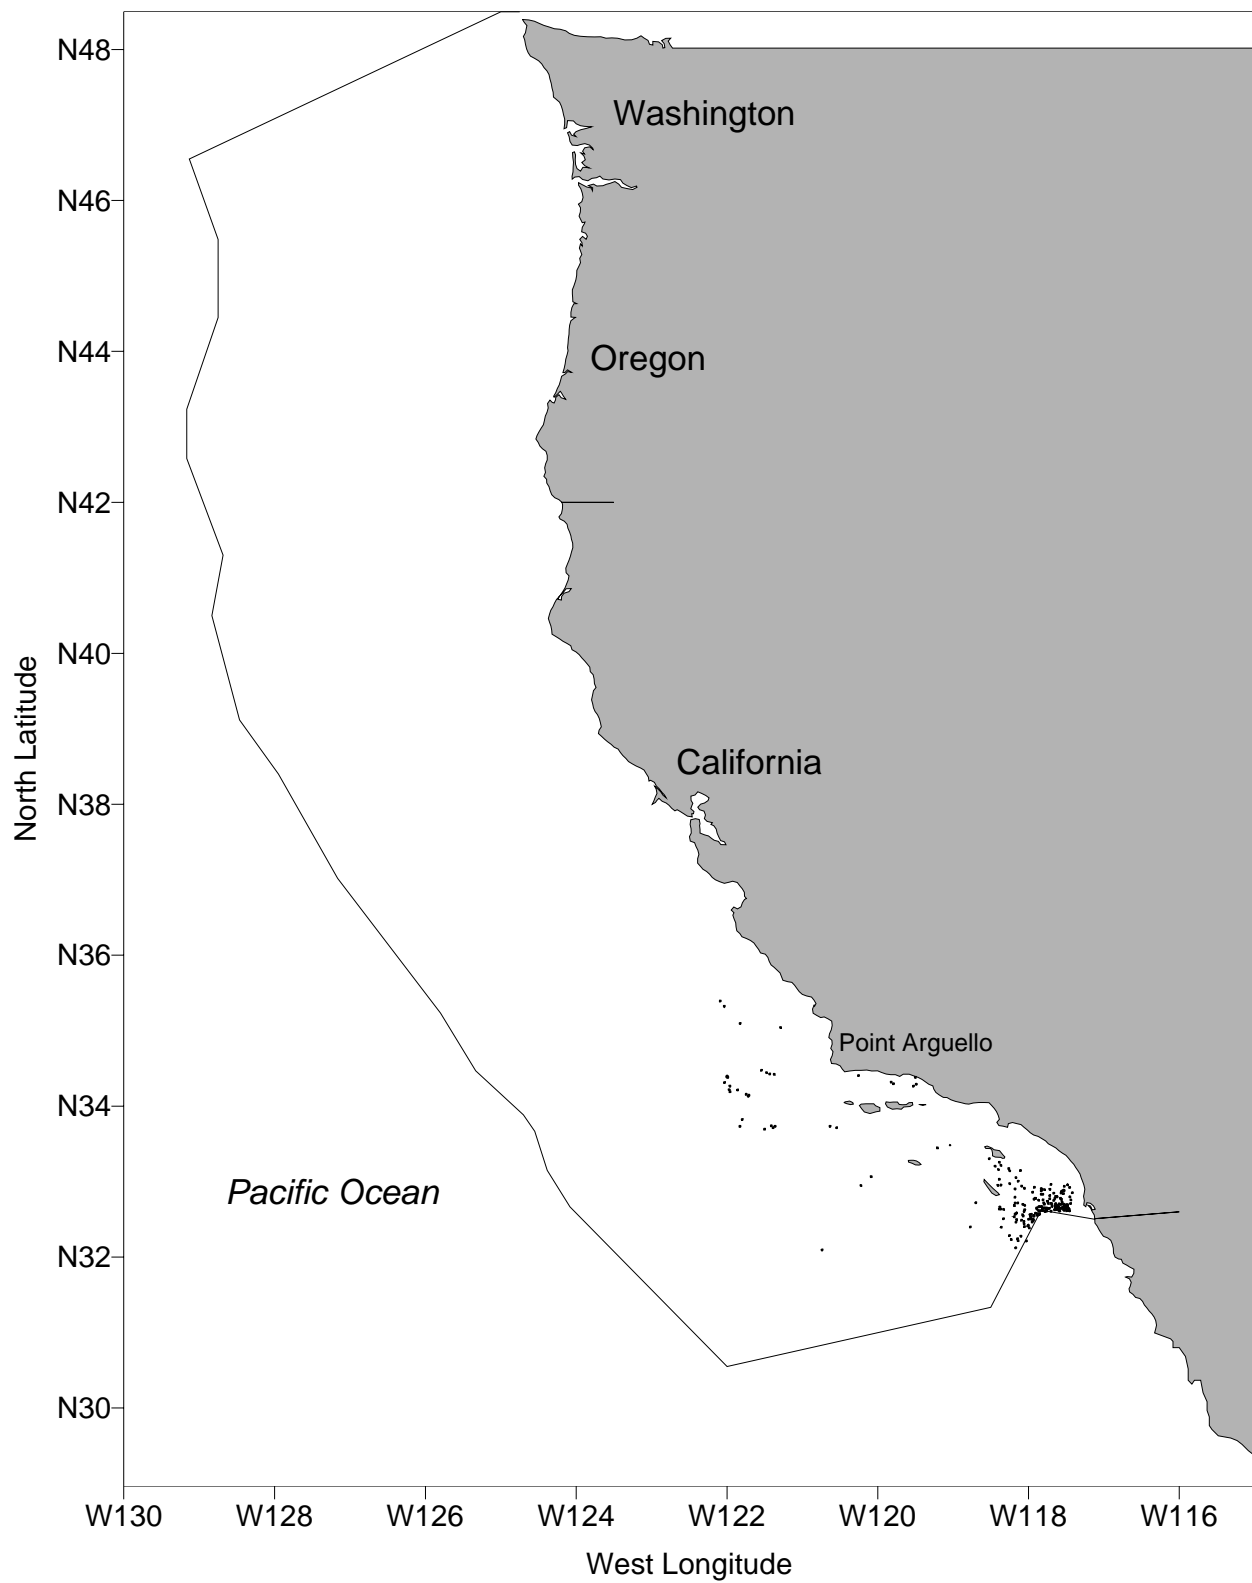 N48
Washington
N46
N44
Oregon
N42
N40
North Latitude
California
N38
N36
Point Arguello
N34
Pacific Ocean
N32
N30
W130
W128
W126
W124
W122
W120
W118
W116
West Longitude